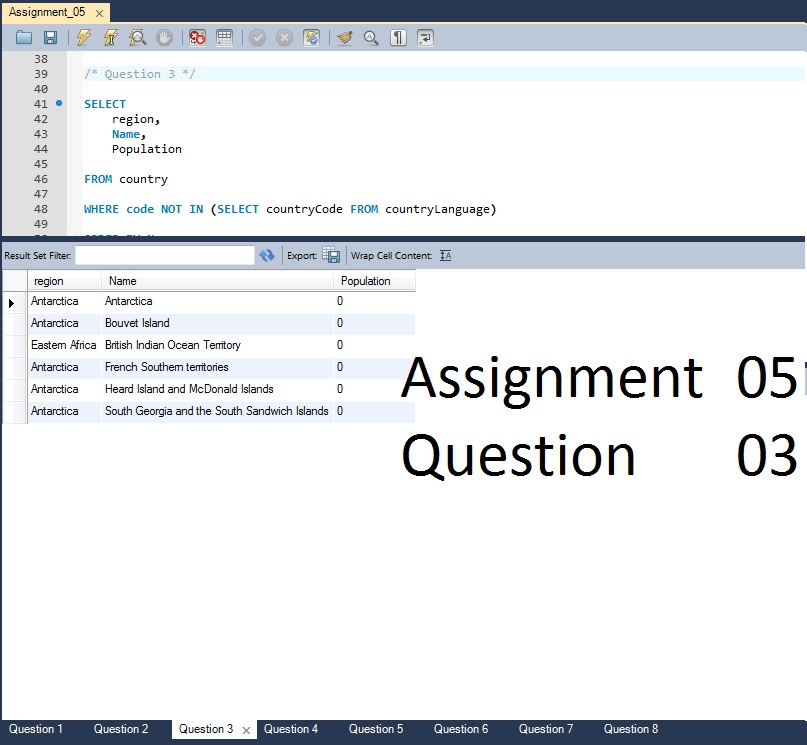 Assignment_05
38
39 /* Question 3 */
40
41 SELECT
42 region,
43 Name,
44 Population
45
46 FROM country
47
48 WHERE code NOT IN (SELECT countryCode FROM countryLanguage)
49
Result Set Filter: Export: Wrap Cell Content:
region Name Population
Antarctica Antarctica 0
Antarctica Bouvet Island 0
Eastern Africa British Indian Ocean Territory 0
Antarctica French Southern territories 0
Antarctica Heard Island and McDonald Islands 0
Antarctica South Georgia and the South Sandwich Islands 0
Assignment 05
Question 03
Question 1 Question 2 Question 3 Question 4 Question 5 Question 6 Question 7 Question 8